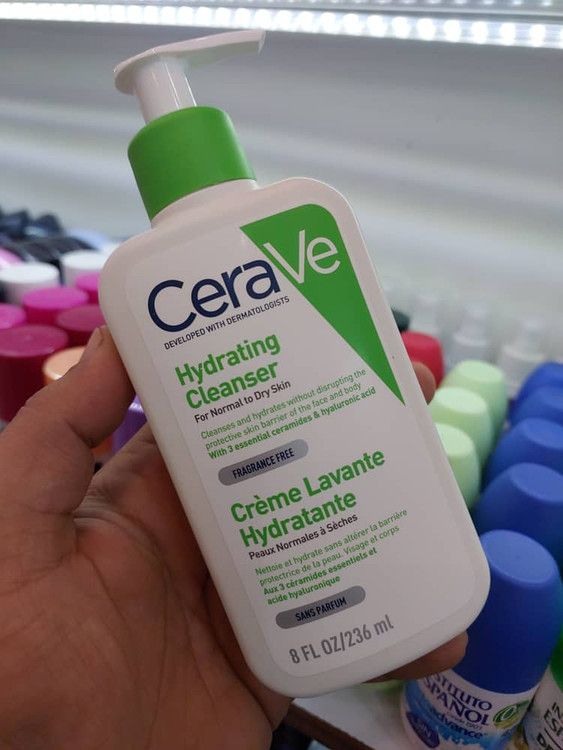 CeraVe
DEVELOPED WITH DERMATOLOGISTS
Hydrating
Cleanser
For Normal to Dry Skin
Cleanses and hydrates without disrupting the
protective skin barrier of the face and body
With 3 essential ceramides & hyaluronic acid
FRAGRANCE FREE
Crème Lavante
Hydratante
Peaux Normales à Sèches
Nettoie et hydrate sans altérer la barrière
protectrice de la peau. Visage et corps
Aux 3 céramides essentiels et
acide hyaluronique
SANS PARFUM
8 FL OZ/236 ml
STITUTO
SPAÑOL
advance